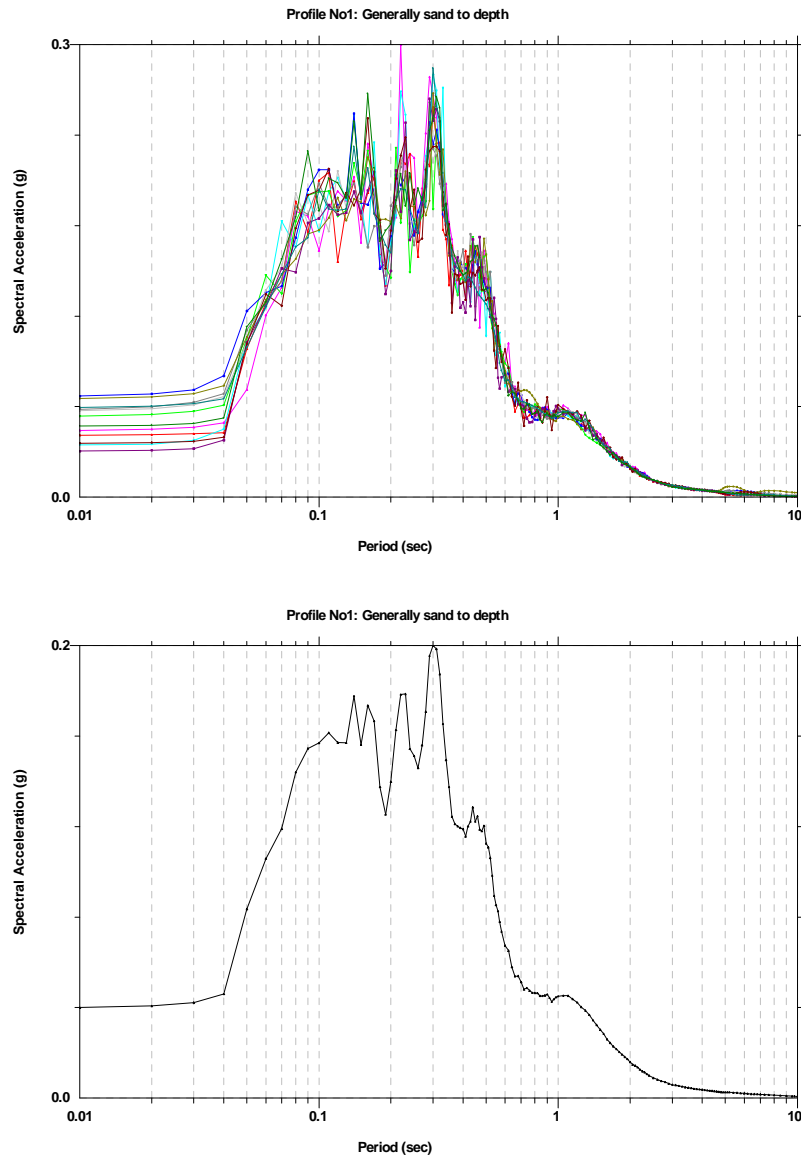 Profile No1: Generally sand to depth
0.3
Spectral Acceleration (g)
0.0
0.01
0.1
1
10
Period (sec)
Profile No1: Generally sand to depth
0.2
Spectral Acceleration (g)
0.0
0.01
0.1
1
10
Period (sec)